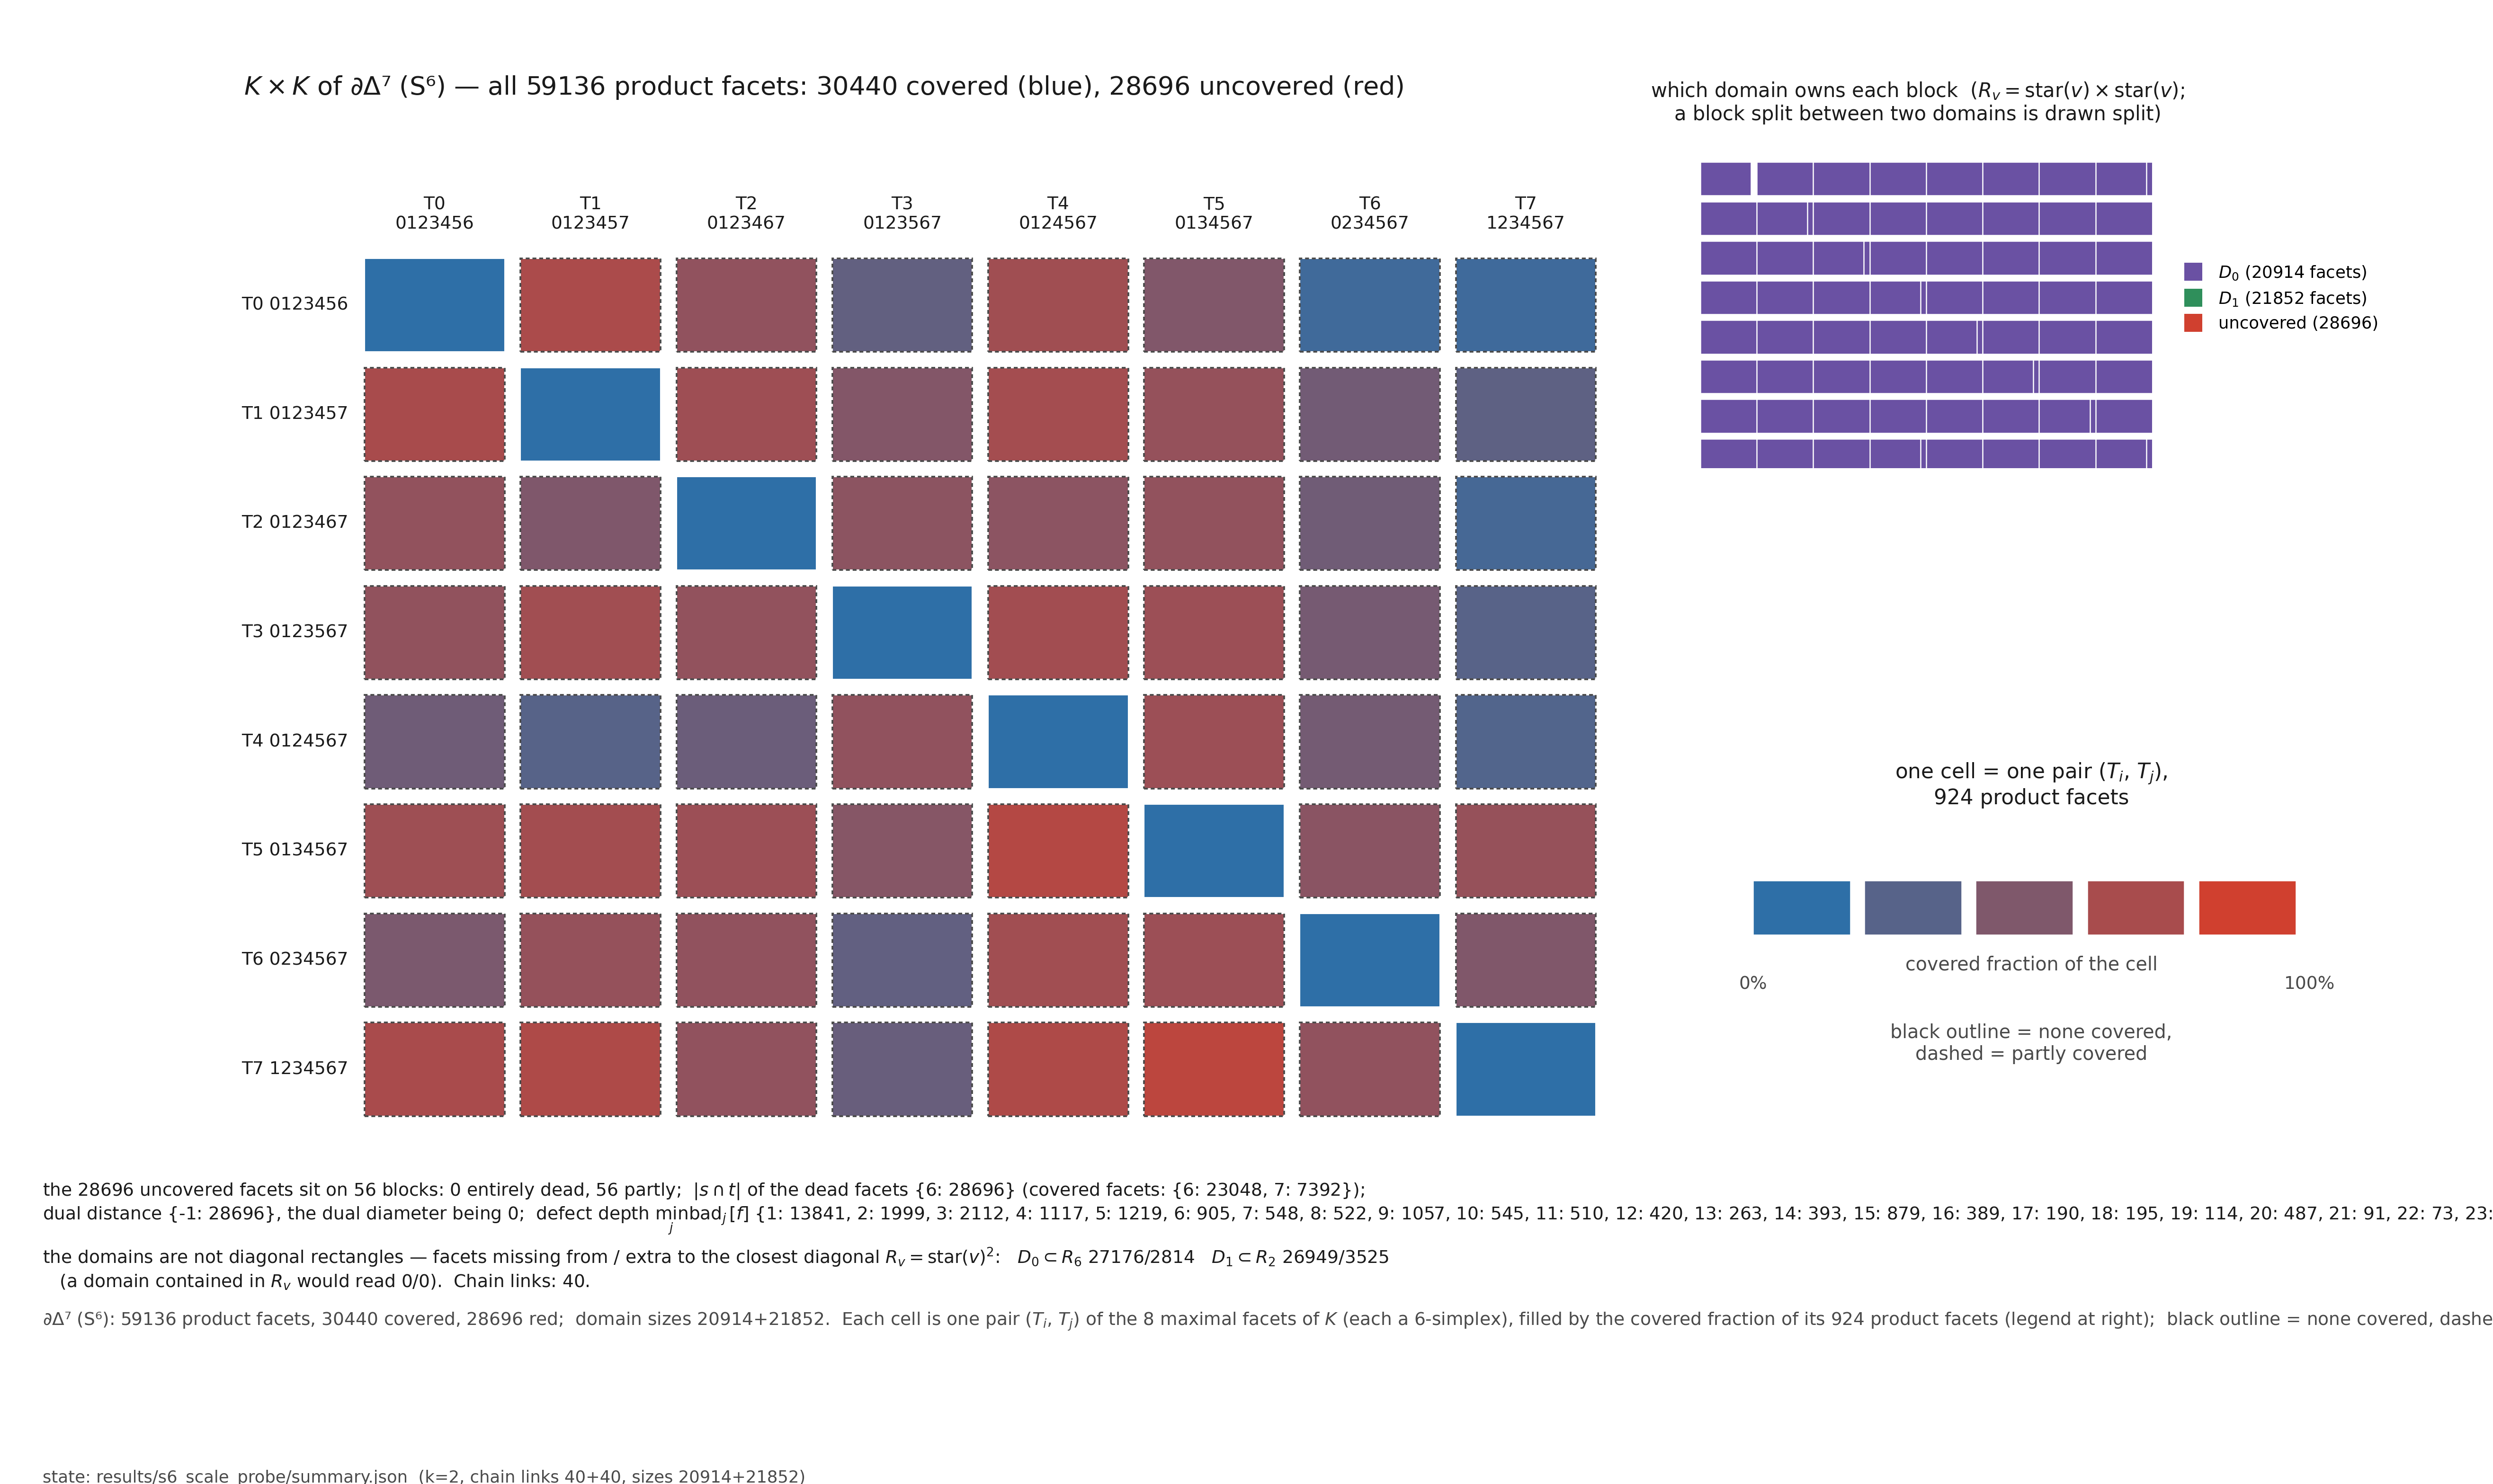 K × K of ∂Δ⁷ (S⁶) — all 59136 product facets: 30440 covered (blue), 28696 uncovered (red)
which domain owns each block (Rᵥ = star(v) × star(v);
a block split between two domains is drawn split)
T0 T1 T2 T3 T4 T5 T6 T7
0123456 0123457 0123467 0123567 0124567 0134567 0234567 1234567
T0 0123456
T1 0123457
T2 0123467
T3 0123567
T4 0124567
T5 0134567
T6 0234567
T7 1234567
D₀ (20914 facets)
D₁ (21852 facets)
uncovered (28696)
one cell = one pair (Tᵢ, Tⱼ),
924 product facets
covered fraction of the cell
0% 100%
black outline = none covered,
dashed = partly covered
the 28696 uncovered facets sit on 56 blocks: 0 entirely dead, 56 partly; |s ∩ t| of the dead facets {6: 28696} (covered facets: {6: 23048, 7: 7392});
dual distance {-1: 28696}, the dual diameter being 0; defect depth minbadⱼ [f] {1: 13841, 2: 1999, 3: 2112, 4: 1117, 5: 1219, 6: 905, 7: 548, 8: 522, 9: 1057, 10: 545, 11: 510, 12: 420, 13: 263, 14: 393, 15: 879, 16: 389, 17: 190, 18: 195, 19: 114, 20: 487, 21: 91, 22: 73, 23:
j
the domains are not diagonal rectangles — facets missing from / extra to the closest diagonal Rᵥ = star(v)²: D₀ ⊂ R₆ 27176/2814 D₁ ⊂ R₂ 26949/3525
(a domain contained in Rᵥ would read 0/0). Chain links: 40.
∂Δ⁷ (S⁶): 59136 product facets, 30440 covered, 28696 red; domain sizes 20914+21852. Each cell is one pair (Tᵢ, Tⱼ) of the 8 maximal facets of K (each a 6-simplex), filled by the covered fraction of its 924 product facets (legend at right); black outline = none covered, dashe
state: results/s6_scale_probe/summary.json (k=2, chain links 40+40, sizes 20914+21852)